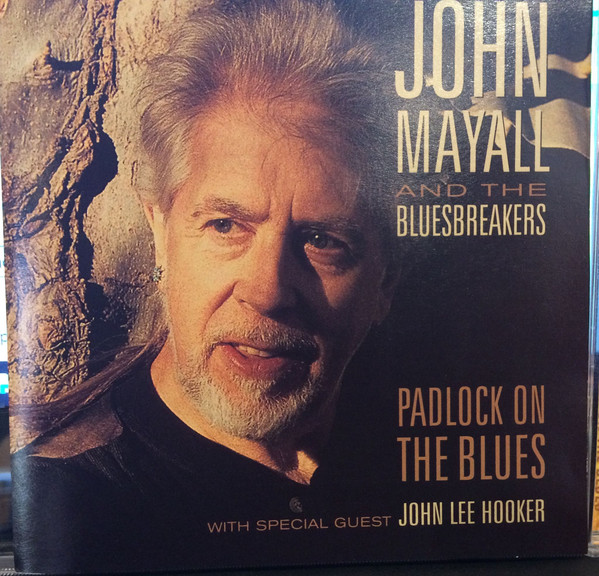 JOHN
MAYALL
AND THE
BLUESBREAKERS
PADLOCK ON
THE BLUES
WITH SPECIAL GUEST JOHN LEE HOOKER